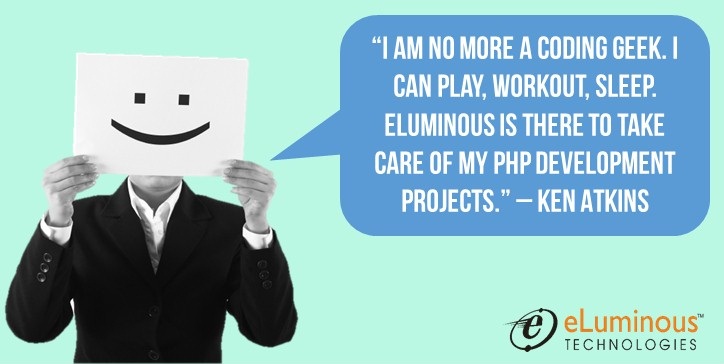 “I AM NO MORE A CODING GEEK. I
CAN PLAY, WORKOUT, SLEEP.
ELUMINOUS IS THERE TO TAKE
CARE OF MY PHP DEVELOPMENT
PROJECTS.” – KEN ATKINS
eLuminous™
TECHNOLOGIES